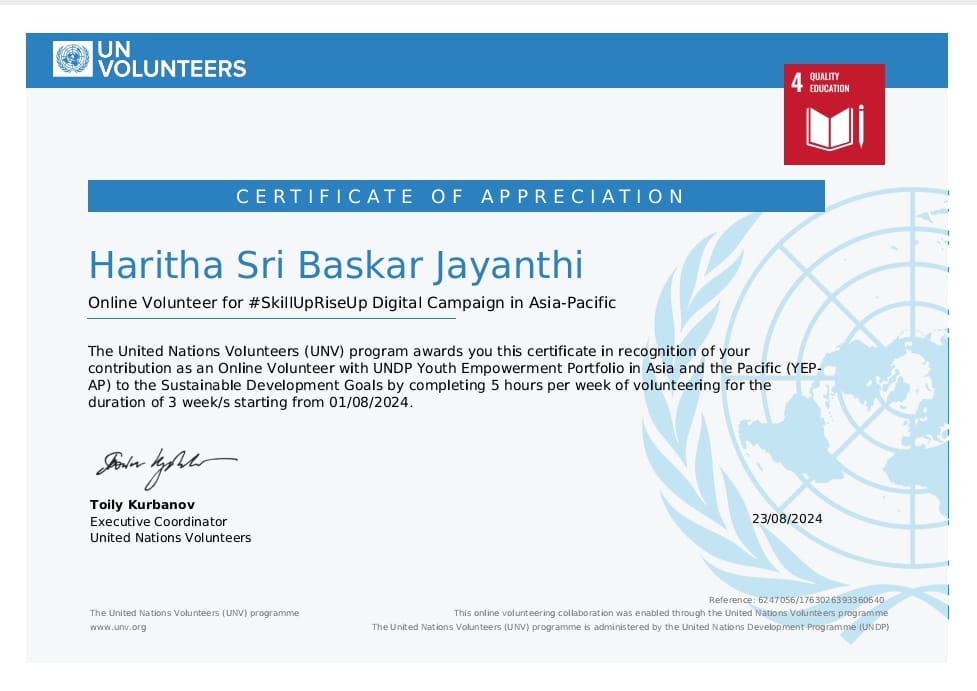 UN
VOLUNTEERS
4 QUALITY
EDUCATION
CERTIFICATE OF APPRECIATION
Haritha Sri Baskar Jayanthi
Online Volunteer for #SkillUpRiseUp Digital Campaign in Asia-Pacific
The United Nations Volunteers (UNV) program awards you this certificate in recognition of your
contribution as an Online Volunteer with UNDP Youth Empowerment Portfolio in Asia and the Pacific (YEP-
AP) to the Sustainable Development Goals by completing 5 hours per week of volunteering for the
duration of 3 week/s starting from 01/08/2024.
Toily Kurbanov
Executive Coordinator
United Nations Volunteers
23/08/2024
Reference: 6247056/1763026393360640
The United Nations Volunteers (UNV) programme
www.unv.org
This online volunteering collaboration was enabled through the United Nations Volunteers programme
The United Nations Volunteers (UNV) programme is administered by the United Nations Development Programme (UNDP)